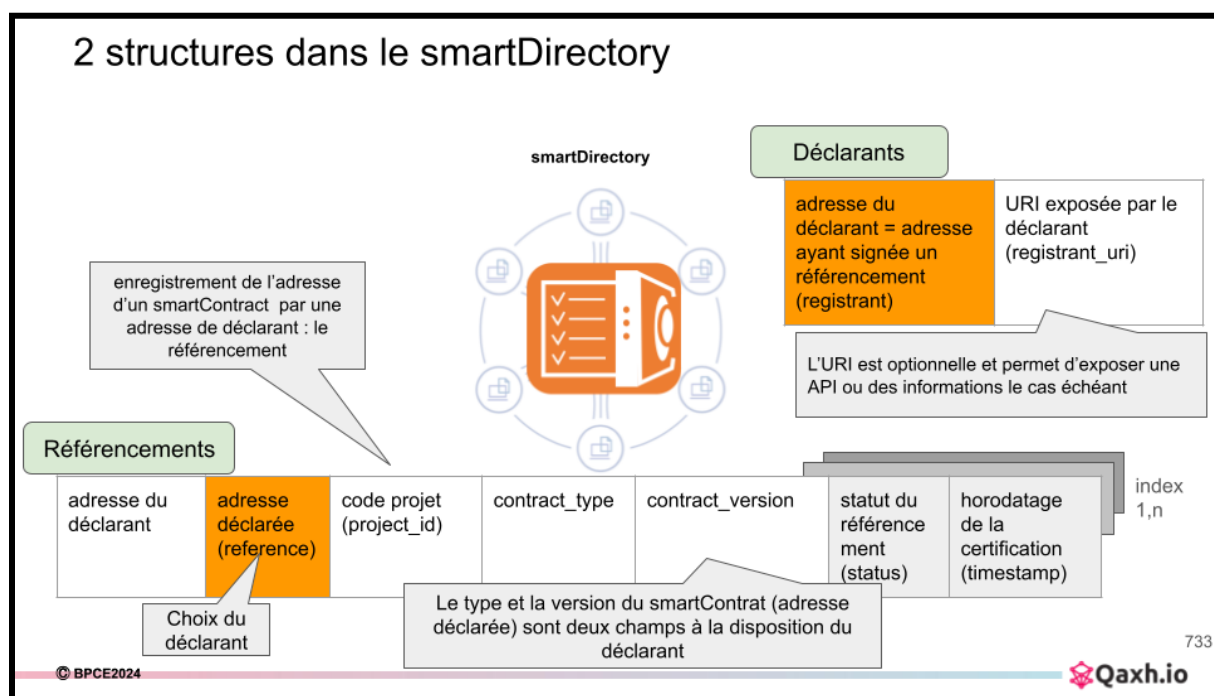 2 structures dans le smartDirectory
smartDirectory
Déclarants
adresse du
déclarant = adresse
ayant signée un
référencement
(registrant)
URI exposée par le
déclarant
(registrant_uri)
L'URI est optionnelle et permet d'exposer une
API ou des informations le cas échéant
enregistrement de l'adresse
d'un smartContract par une
adresse de déclarant : le
référencement
Référencements
adresse du
déclarant
adresse
déclarée
(reference)
code projet
(project_id)
contract_type
contract_version
statut du
référence
ment
(status)
horodatage
de la
certification
(timestamp)
index
1,n
Choix du
déclarant
Le type et la version du smartContrat (adresse
déclarée) sont deux champs à la disposition du
déclarant
733
© BPCE2024
Qaxh.io